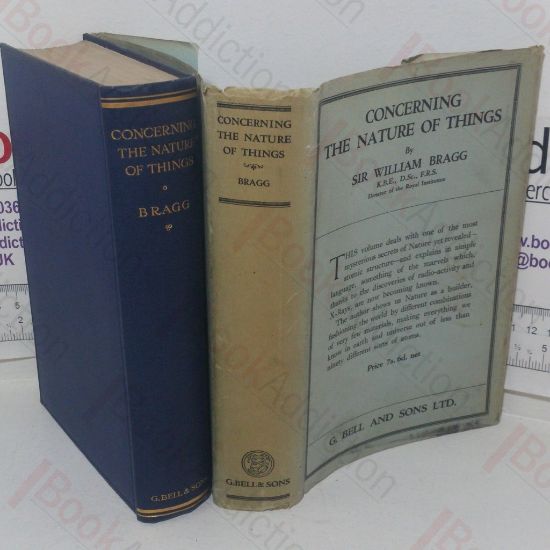 CONCERNING
THE NATURE
OF THINGS
BRAGG
G. BELL & SONS
CONCERNING
THE NATURE
OF THINGS
BRAGG
G. BELL & SONS
CONCERNING
THE NATURE OF THINGS
By
SIR WILLIAM BRAGG
K.B.E., D.Sc., F.R.S.
Director of the Royal Institution
THIS volume deals with one of the most
mysterious secrets of Nature yet revealed—
atomic structure—and explains in simple
language, something of the marvels which,
thanks to the discoveries of radio-activity and
X-Rays, are now becoming known.
The author shows us Nature as a builder,
fashioning the world by different combinations
of very few materials, making everything we
know in earth and universe out of less than
ninety different sorts of atoms.
Price 7s. 6d. net
G. BELL AND SONS LTD.
BookAddiction